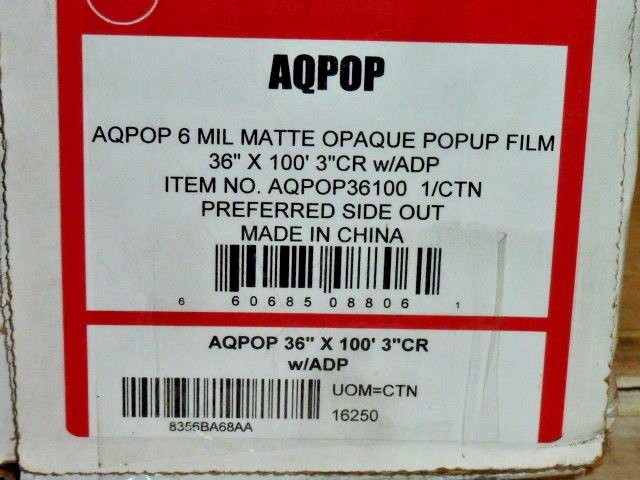 AQPOP
AQPOP 6 MIL MATTE OPAQUE POPUP FILM
36" X 100' 3"CR w/ADP
ITEM NO. AQPOP36100 1/CTN
PREFERRED SIDE OUT
MADE IN CHINA
6 60685 08806 1
AQPOP 36" X 100' 3"CR
w/ADP
UOM=CTN
16250
8356BA68AA